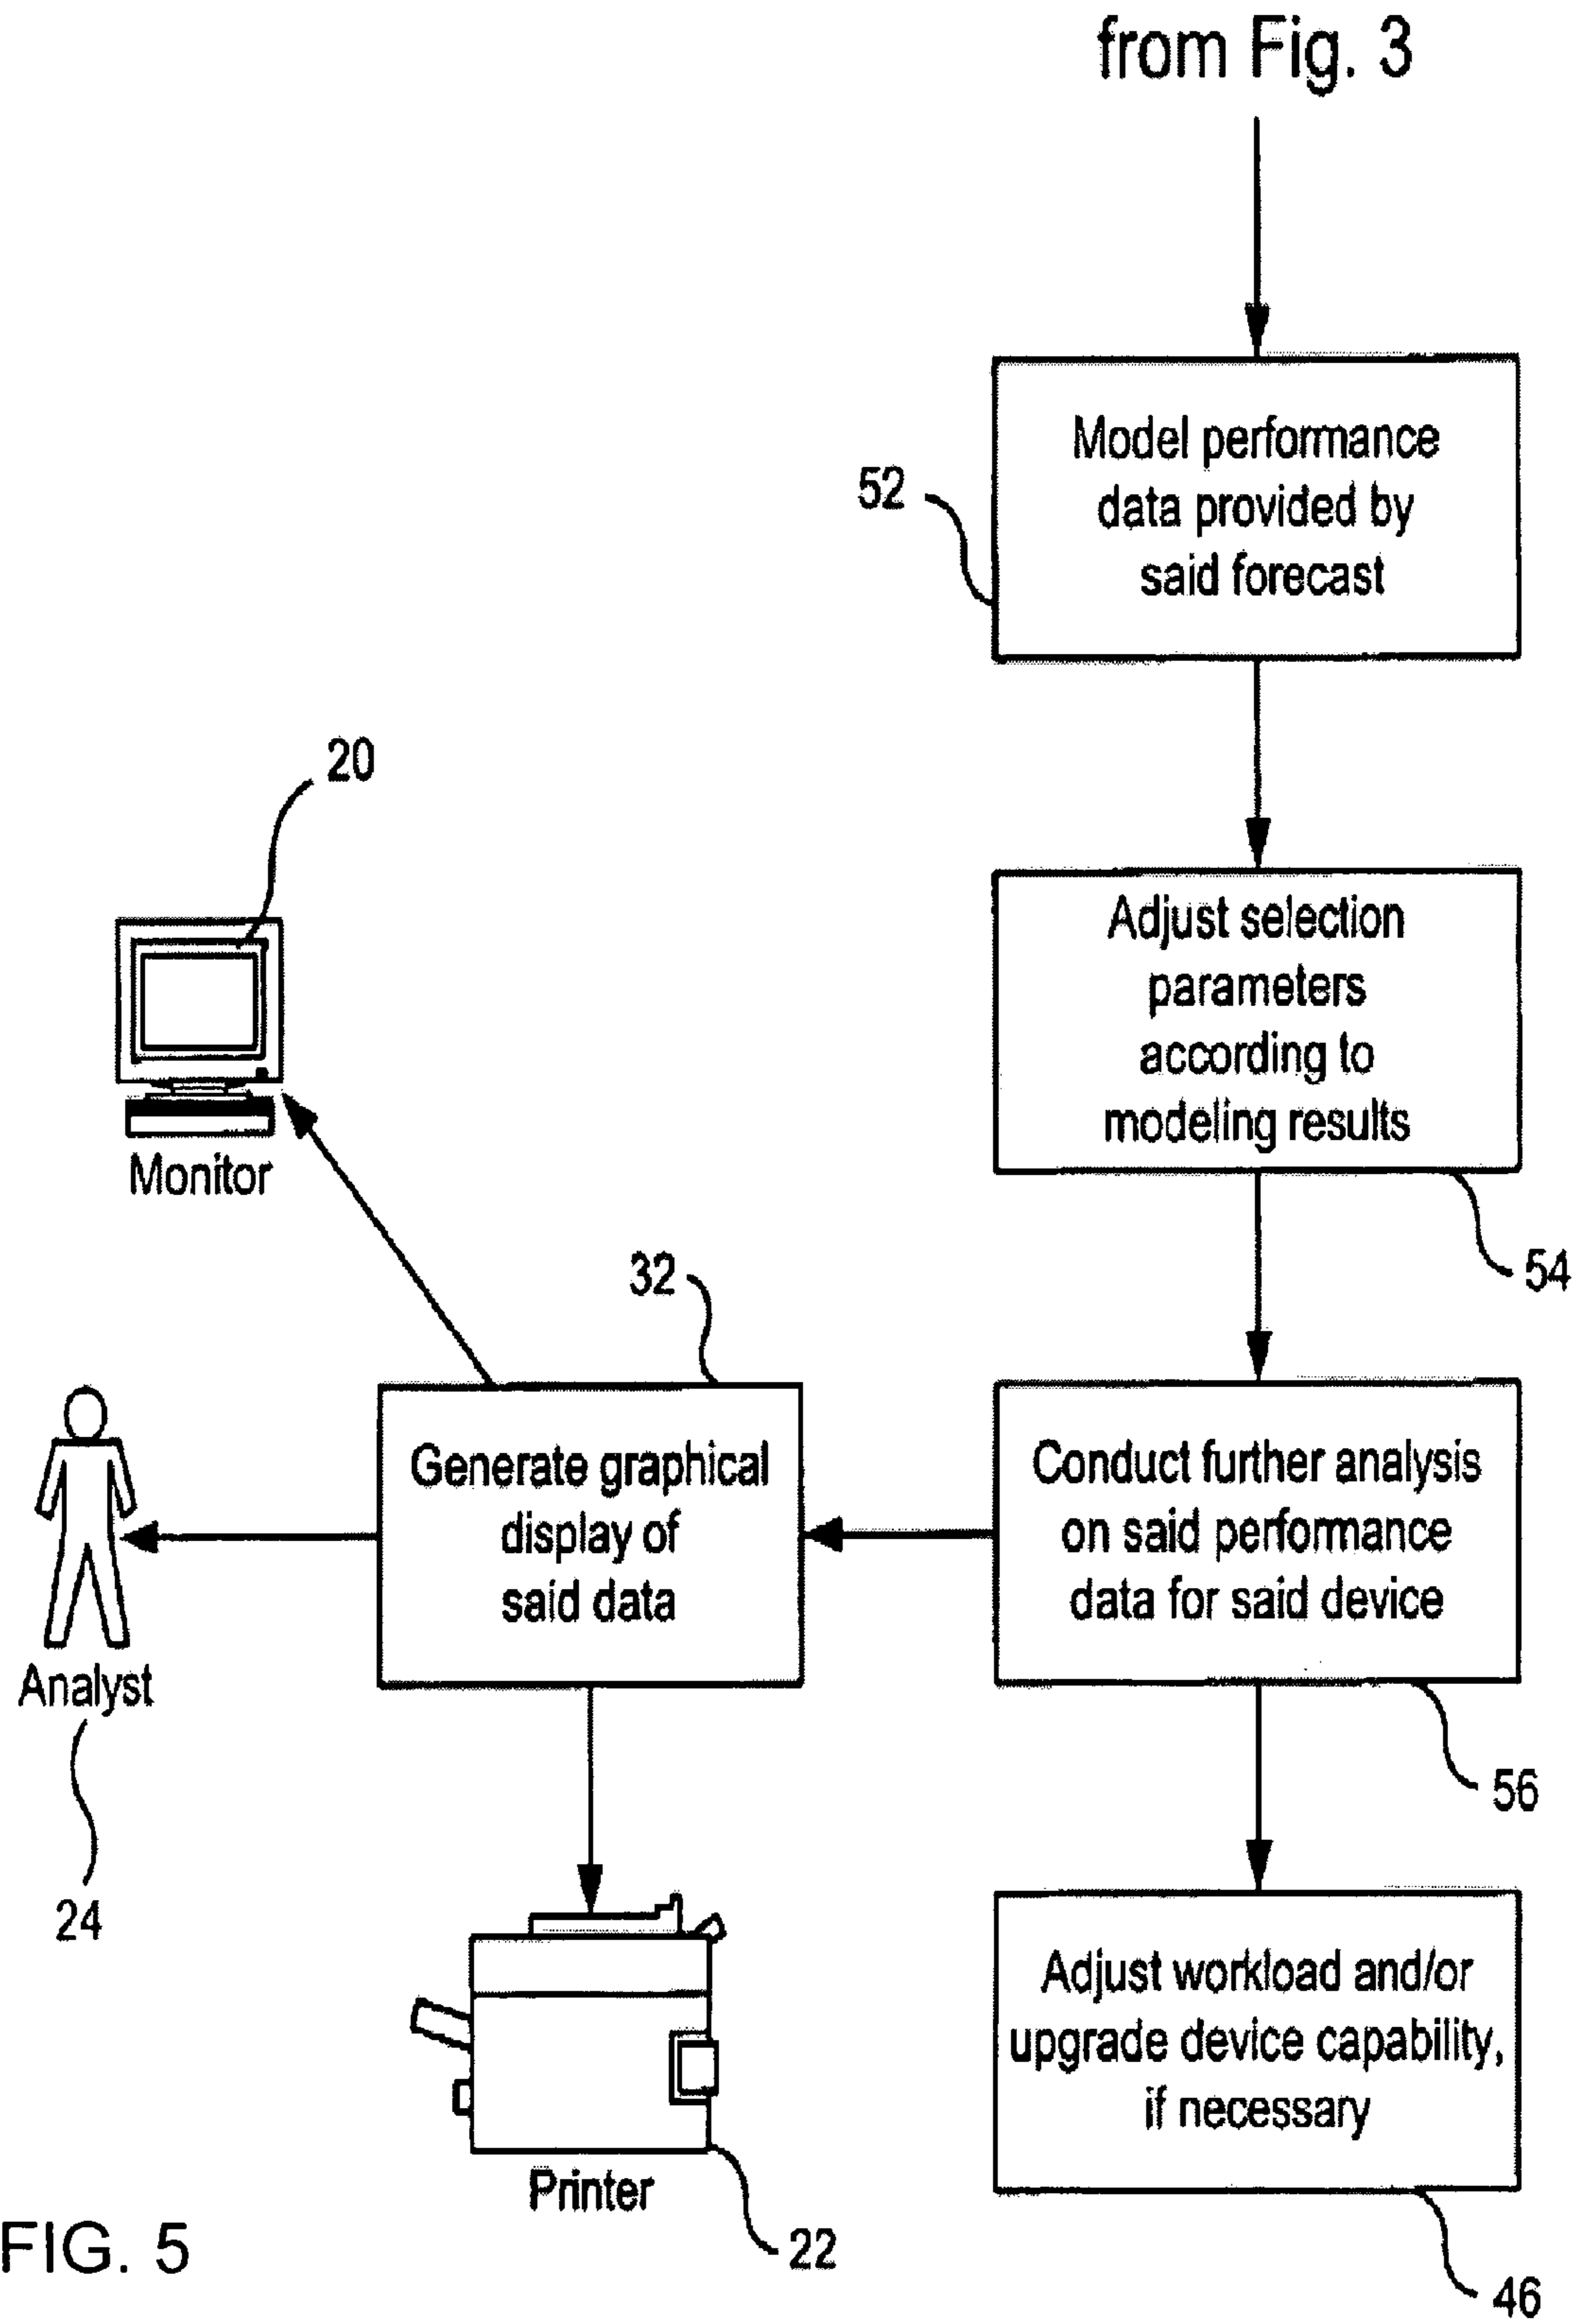 from Fig. 3
Model performance
data provided by
said forecast
52
20
Adjust selection
parameters
according to
modeling results
54
Monitor
32
Generate graphical
display of
said data
Conduct further analysis
on said performance
data for said device
56
Analyst
24
Adjust workload and/or
upgrade device capability,
if necessary
46
Printer
22
FIG. 5